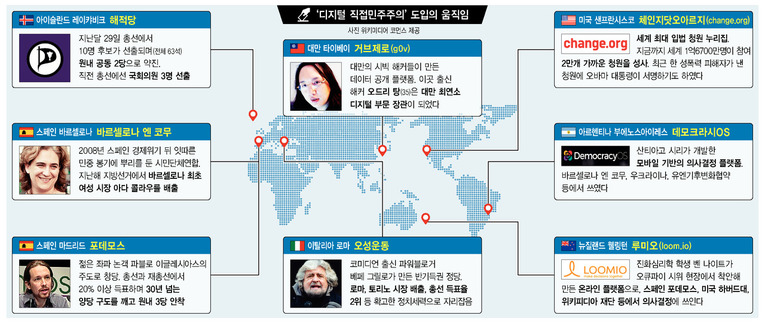 '디지털 직접민주주의' 도입의 움직임
사진 위키미디어 코먼스 제공
아이슬란드 레이캬비크 해적당
지난달 29일 총선에서
10명 후보가 선출되며(전체 63석)
원내 공동 2당으로 약진.
직전 총선에서 국회의원 3명 선출
대만 타이베이 거브제로(g0v)
대만의 시빅 해커들이 만든
데이터 공개 플랫폼. 이곳 출신
해커 오드리 탕(35)은 대만 최연소
디지털 부문 장관이 되었다
미국 샌프란시스코 체인지닷오아르지(change.org)
change.org
세계 최대 입법 청원 누리집.
지금까지 세계 1억6700만명이 참여
2만개 가까운 청원을 성사. 최근 한 성폭력 피해자가 낸
청원에 오바마 대통령이 서명하기도 하였다
스페인 바르셀로나 바르셀로나 엔 코무
2008년 스페인 경제위기 뒤 잇따른
민중 봉기에 뿌리를 둔 시민단체연합.
지난해 지방선거에서 바르셀로나 최초
여성 시장 아다 콜라우를 배출
아르헨티나 부에노스아이레스 데모크라시OS
DemocracyOS
산티아고 시리가 개발한
모바일 기반의 의사결정 플랫폼.
바르셀로나 엔 코무, 우크라이나, 유엔기후변화협약
등에서 쓰였다
스페인 마드리드 포데모스
젊은 좌파 논객 파블로 이글레시아스의
주도로 창당. 총선과 재총선에서
20% 이상 득표하며 30년 넘는
양당 구도를 깨고 원내 3당 안착
이탈리아 로마 오성운동
코미디언 출신 파워블로거
베페 그릴로가 만든 반기득권 정당.
로마, 토리노 시장 배출, 총선 득표율
2위 등 확고한 정치세력으로 자리잡음
뉴질랜드 웰링턴 루미오(loom.io)
LOOMIO
진화심리학 학생 벤 나이트가
오큐파이 시위 현장에서 착안해
만든 온라인 플랫폼으로, 스페인 포데모스, 미국 하버드대,
위키피디아 재단 등에서 의사결정에 쓰인다